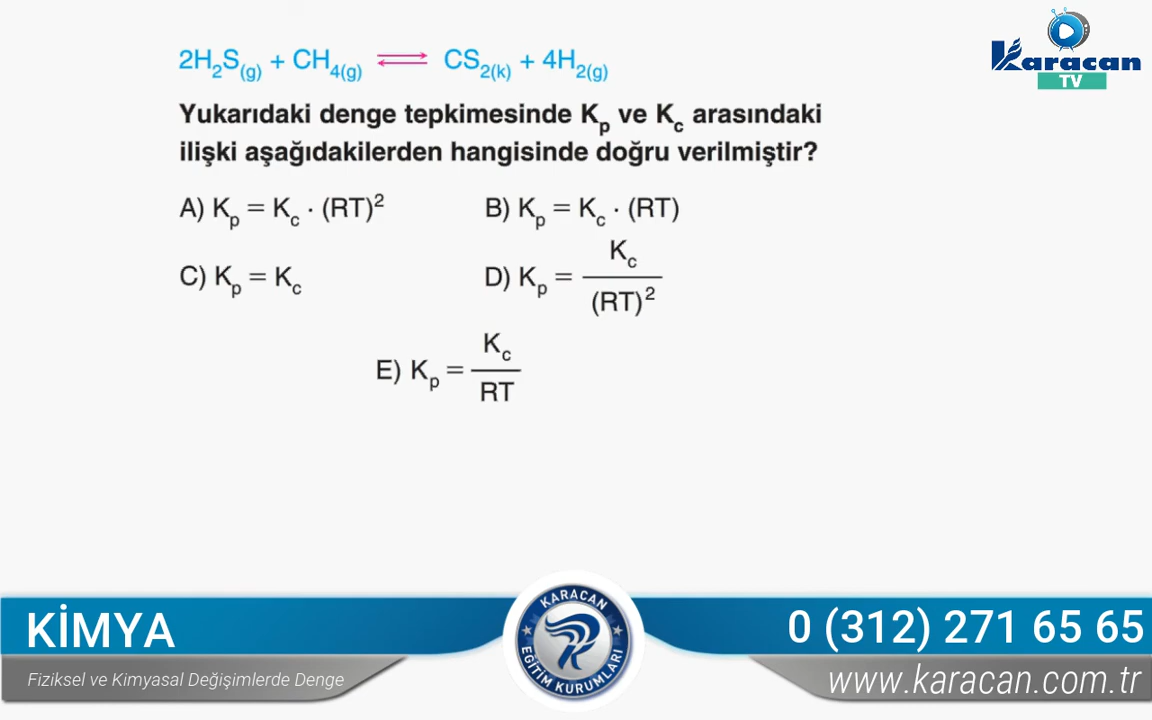 Karacan
TV
2H₂S(g) + CH₄(g) ⇌ CS₂(k) + 4H₂(g)
Yukarıdaki denge tepkimesinde Kp ve Kc arasındaki
ilişki aşağıdakilerden hangisinde doğru verilmiştir?
A) Kp = Kc · (RT)² B) Kp = Kc · (RT)
C) Kp = Kc D) Kp = Kc / (RT)²
E) Kp = Kc / RT
KİMYA
Fiziksel ve Kimyasal Değişimlerde Denge
KARACAN
EĞİTİM KURUMLARI
0 (312) 271 65 65
www.karacan.com.tr